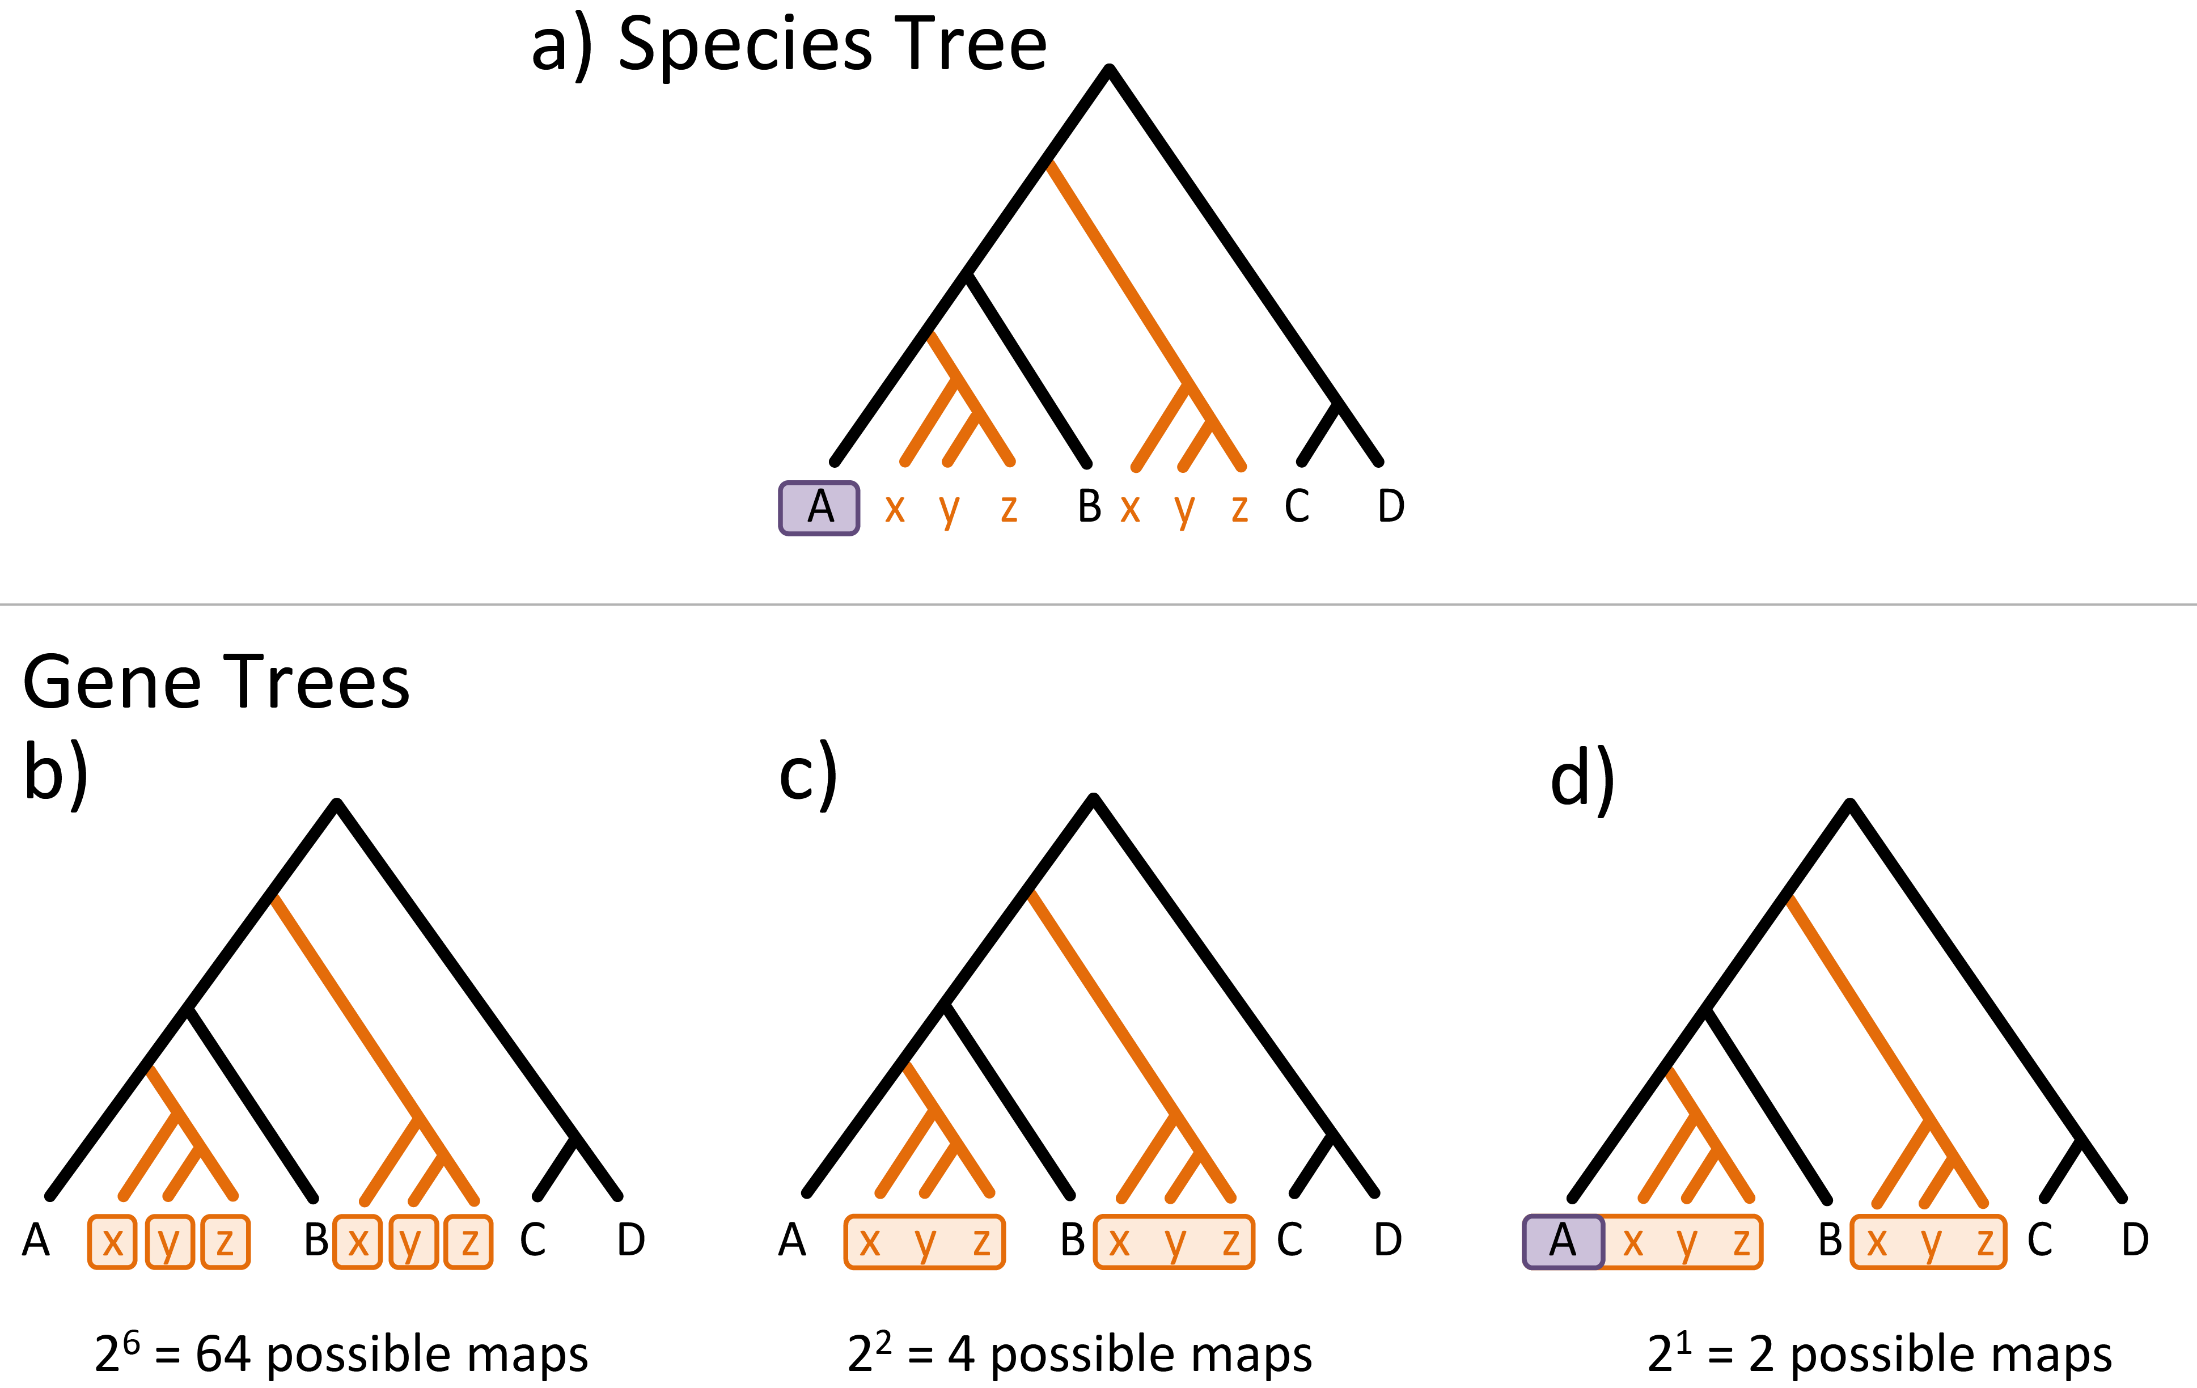 a) Species Tree
A x y z B x y z C D
Gene Trees
b) c) d)
A x y z B x y z C D A x y z B x y z C D A x y z B x y z C D
2⁶ = 64 possible maps 2² = 4 possible maps 2¹ = 2 possible maps